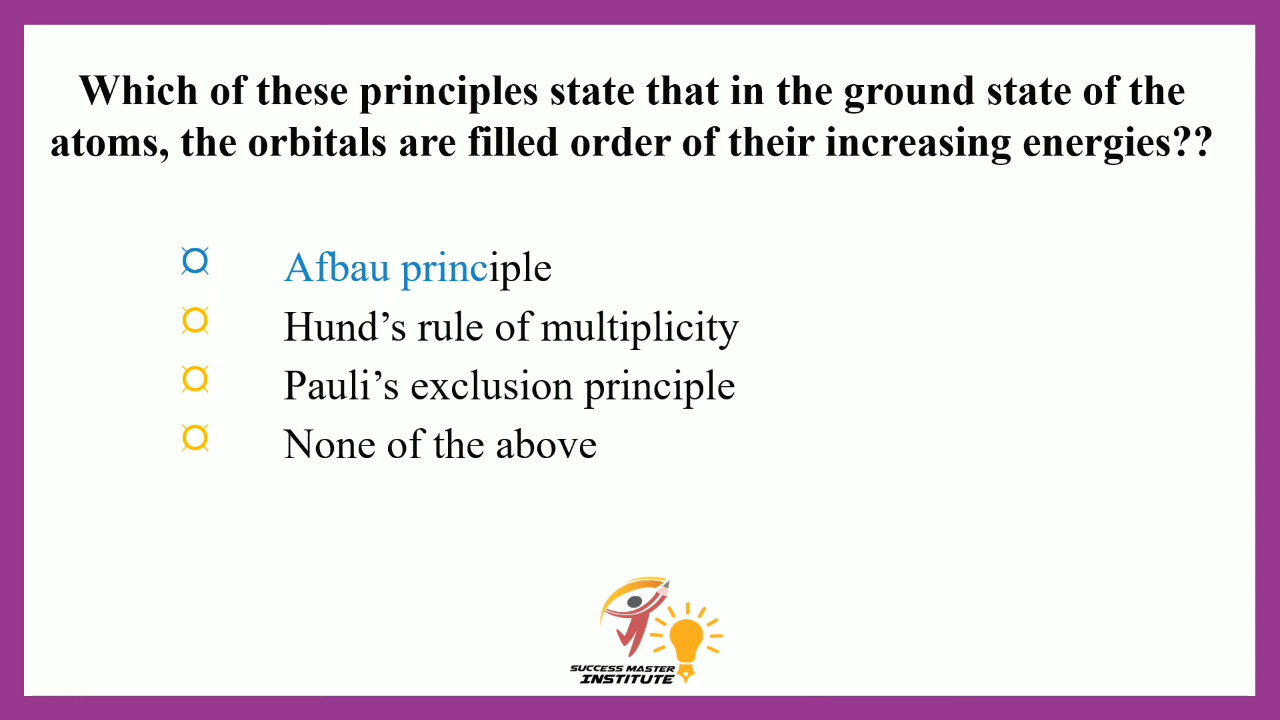 Which of these principles state that in the ground state of the
atoms, the orbitals are filled order of their increasing energies??
¤ Afbau principle
¤ Hund’s rule of multiplicity
¤ Pauli’s exclusion principle
¤ None of the above
SUCCESS MASTER
INSTITUTE